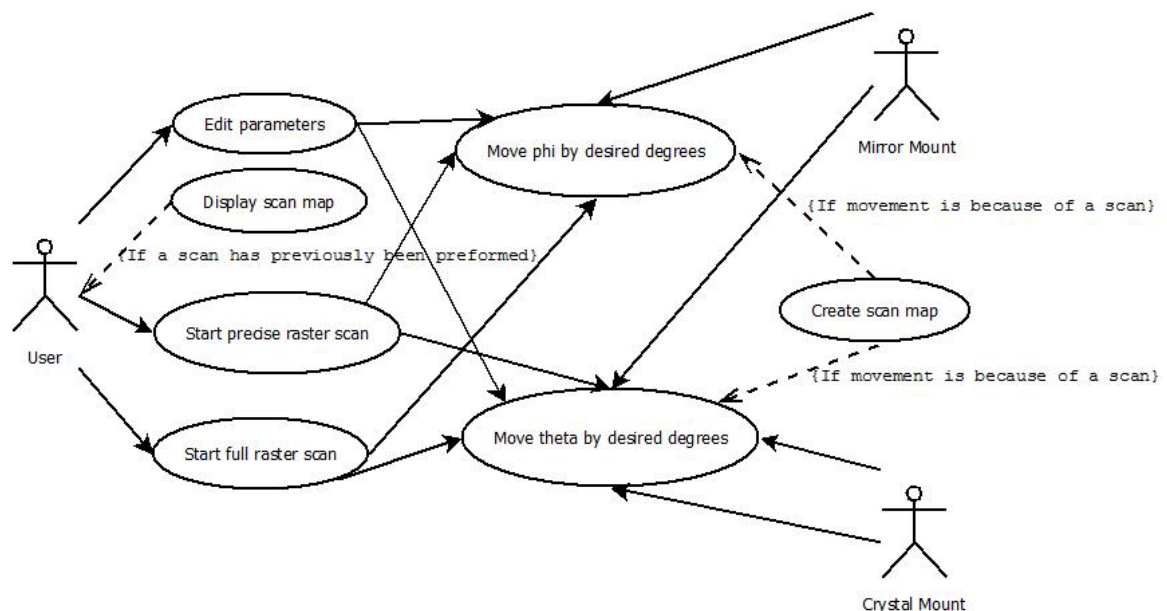 Edit parameters
Move phi by desired degrees
Mirror Mount
Display scan map
{If movement is because of a scan}
{If a scan has previously been preformed}
Create scan map
Start precise raster scan
User
{If movement is because of a scan}
Start full raster scan
Move theta by desired degrees
Crystal Mount